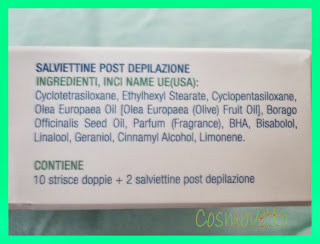 SALVIETTINE POST DEPILAZIONE
INGREDIENTI, INCI NAME UE(USA):
Cyclotetrasiloxane, Ethylhexyl Stearate, Cyclopentasiloxane,
Olea Europaea Oil [Olea Europaea (Olive) Fruit Oil], Borago
Officinalis Seed Oil, Parfum (Fragrance), BHA, Bisabolol,
Linalool, Geraniol, Cinnamyl Alcohol, Limonene.
CONTIENE
10 strisce doppie + 2 salviettine post depilazione